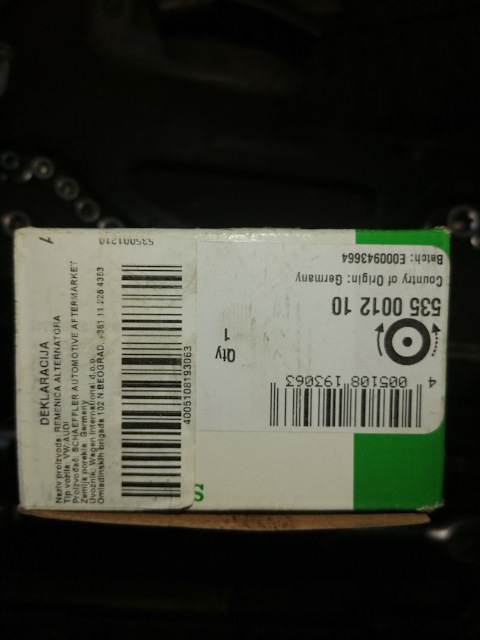 DEKLARACIJA
Naziv proizvoda: REMENICA ALTERNATORA
Tip vozila: VW/AUDI
Proizvođač: SCHAEFFLER AUTOMOTIVE AFTERMARKET
Zemlja porekla: Germany
Uvoznik: Wagen International d.o.o.
Omladinskih brigada 102 N BEOGRAD, +381 11 228 4363
4005108193063
535001210
Batch: E0009943664
Country of Origin: Germany
535 0012 10
Qty
1
4 005108 193063